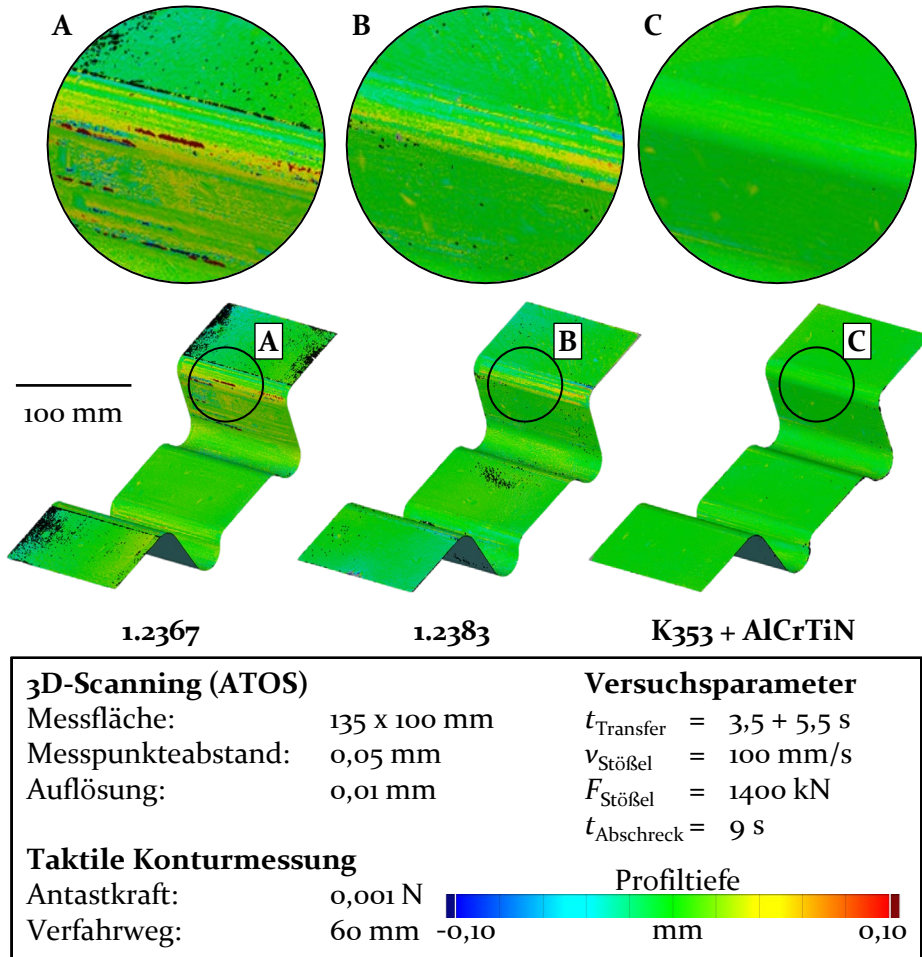 A
B
C
A
B
C
100 mm
1.2367
1.2383
K353 + AlCrTiN
3D-Scanning (ATOS)
Messfläche: 135 x 100 mm
Messpunkteabstand: 0,05 mm
Auflösung: 0,01 mm
Taktile Konturmessung
Antastkraft: 0,001 N
Verfahrweg: 60 mm
Versuchsparameter
tTransfer = 3,5 + 5,5 s
vStößel = 100 mm/s
FStößel = 1400 kN
tAbschreck = 9 s
Profiltiefe
-0,10 mm 0,10